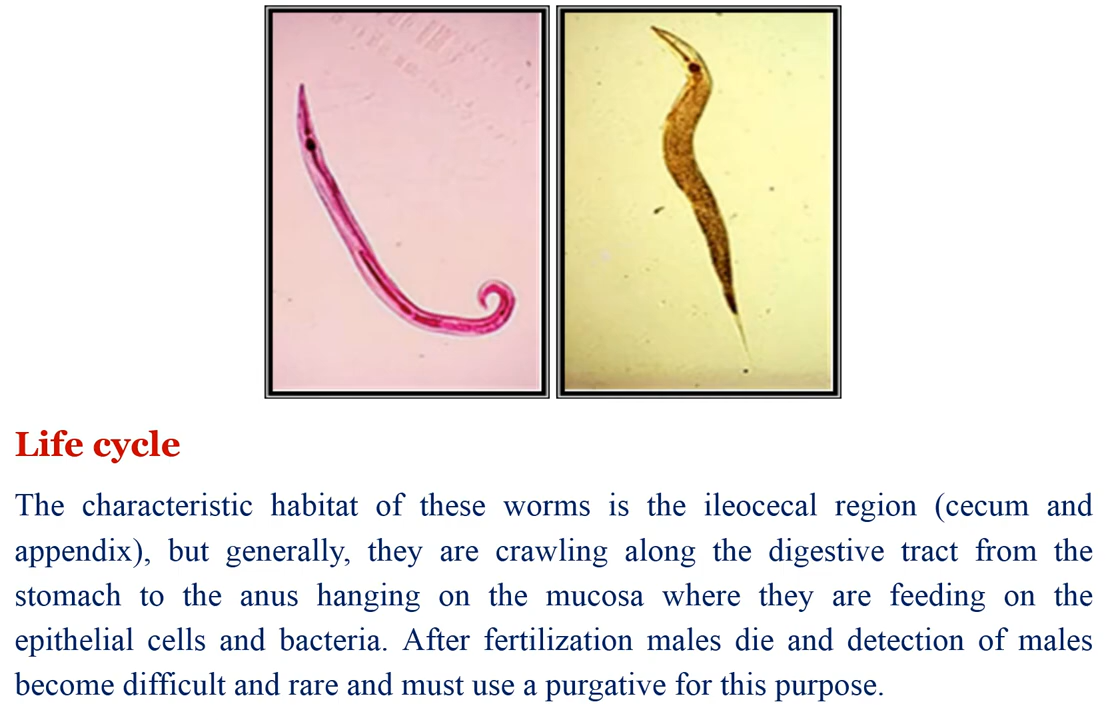 Life cycle
The characteristic habitat of these worms is the ileocecal region (cecum and
appendix), but generally, they are crawling along the digestive tract from the
stomach to the anus hanging on the mucosa where they are feeding on the
epithelial cells and bacteria. After fertilization males die and detection of males
become difficult and rare and must use a purgative for this purpose.